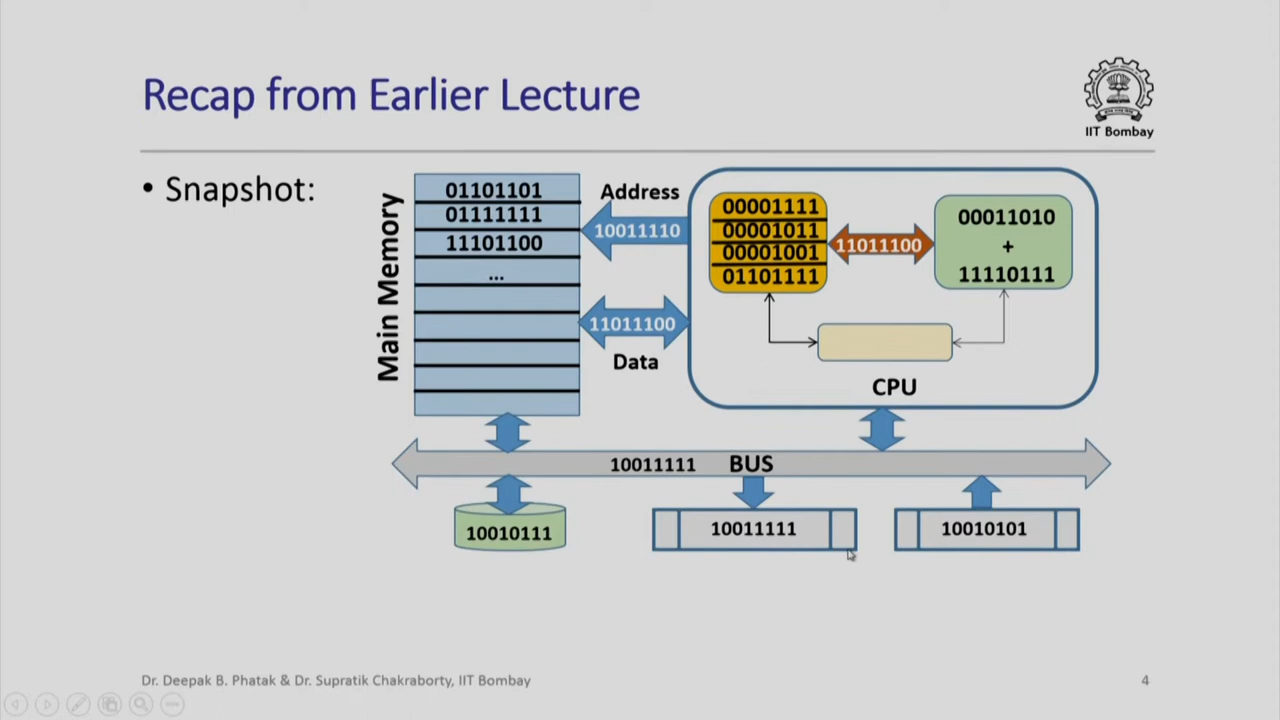 Recap from Earlier Lecture
IIT Bombay
• Snapshot:
Main Memory
01101101
01111111
11101100
...
Address
10011110
11011100
Data
00001111
00001011
00001001
01101111
11011100
00011010
+
11110111
CPU
10011111 BUS
10010111
10011111
10010101
Dr. Deepak B. Phatak & Dr. Supratik Chakraborty, IIT Bombay
4